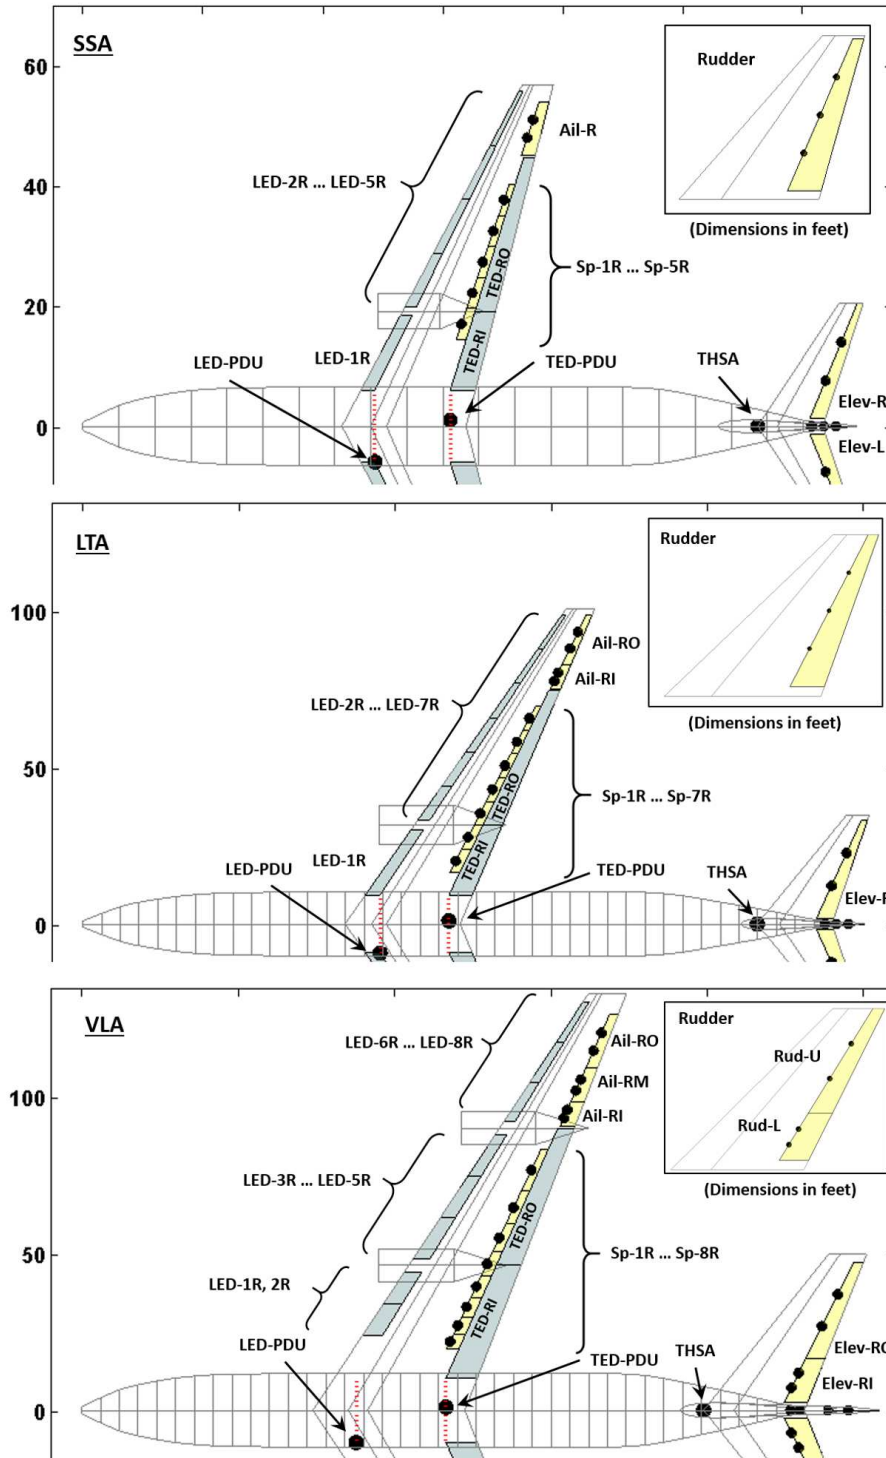 SSA
60
Rudder
Ail-R
LED-2R ... LED-5R
40
(Dimensions in feet)
TED-RO
Sp-1R ... Sp-5R
20
TED-RI
LED-1R
LED-PDU
TED-PDU
THSA
Elev-R
0
Elev-L
LTA
Rudder
100
Ail-RO
Ail-RI
LED-2R ... LED-7R
(Dimensions in feet)
TED-RO
Sp-1R ... Sp-7R
50
TED-RI
LED-1R
LED-PDU
TED-PDU
THSA
Elev-R
0
VLA
Rudder
LED-6R ... LED-8R
Ail-RO
Rud-U
Ail-RM
100
Ail-RI
Rud-L
LED-3R ... LED-5R
(Dimensions in feet)
TED-RO
50
Sp-1R ... Sp-8R
LED-1R, 2R
TED-RI
LED-PDU
TED-PDU
THSA
Elev-RO
Elev-RI
0